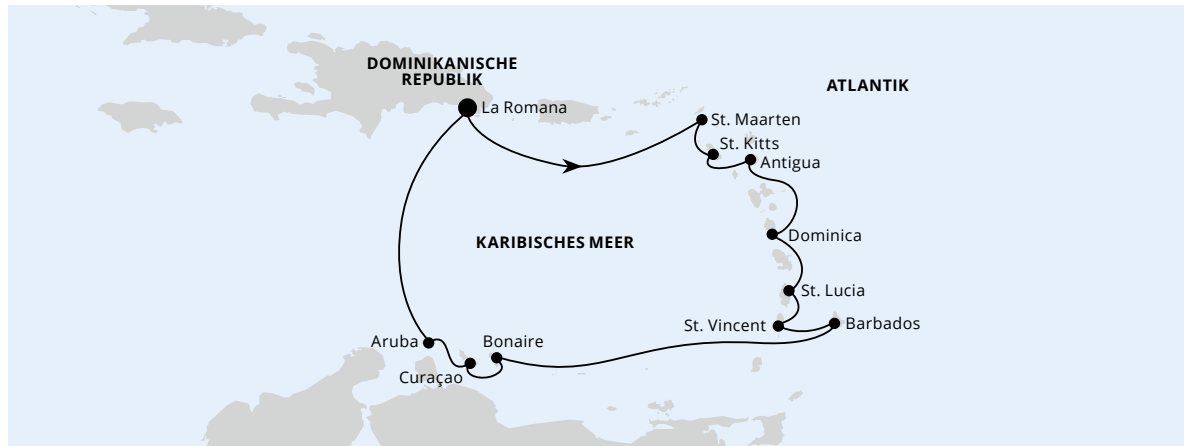 DOMINIKANISCHE
REPUBLIK
ATLANTIK
La Romana
St. Maarten
St. Kitts
Antigua
Dominica
KARIBISCHES MEER
St. Lucia
St. Vincent
Barbados
Aruba
Bonaire
Curaçao